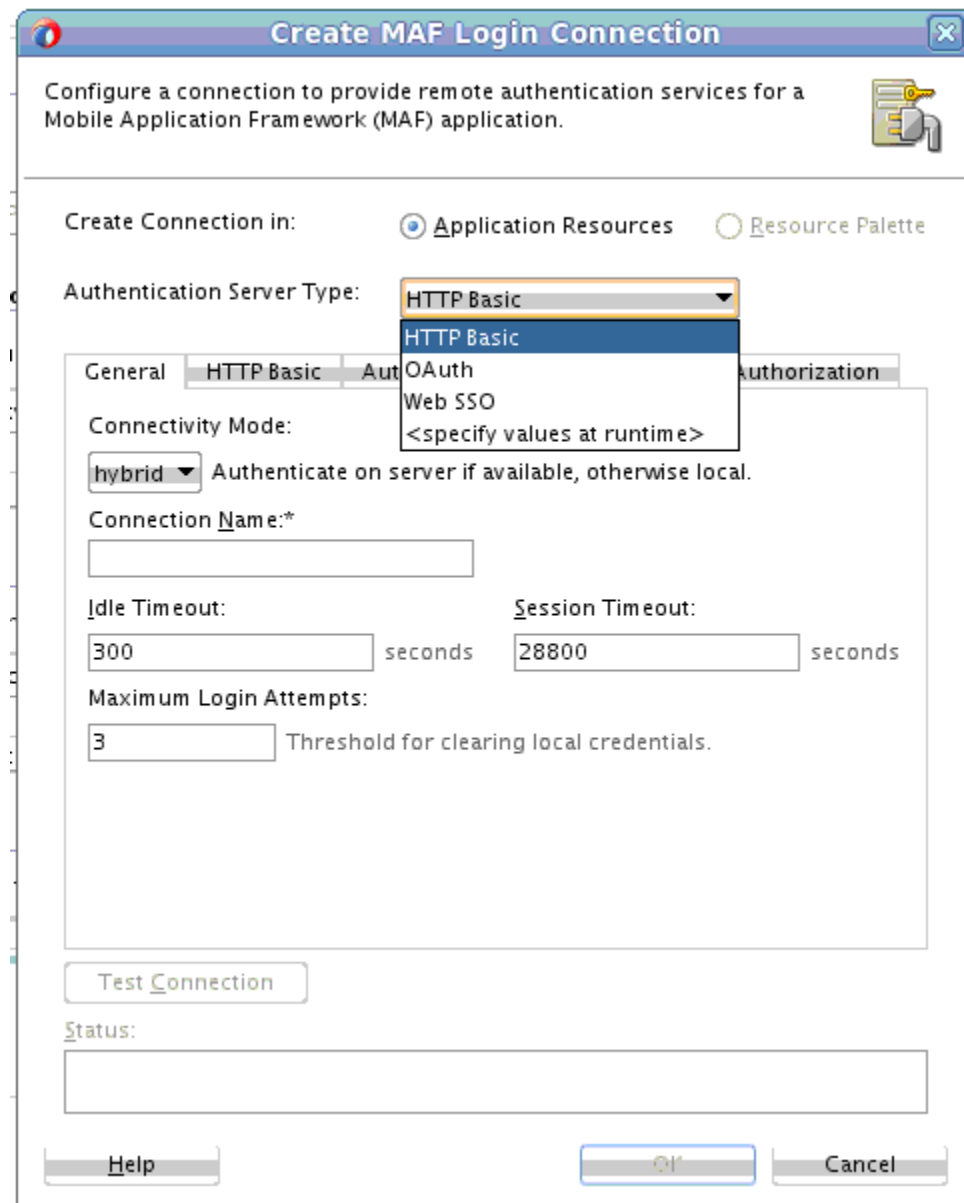 Create MAF Login Connection
Configure a connection to provide remote authentication services for a
Mobile Application Framework (MAF) application.
Create Connection in: Application Resources Resource Palette
Authentication Server Type: HTTP Basic
HTTP Basic
OAuth
Web SSO
<specify values at runtime>
General HTTP Basic Aut Authorization
Connectivity Mode:
hybrid Authenticate on server if available, otherwise local.
Connection Name:*
Idle Timeout: Session Timeout:
300 seconds 28800 seconds
Maximum Login Attempts:
3 Threshold for clearing local credentials.
Test Connection
Status:
Help OK Cancel